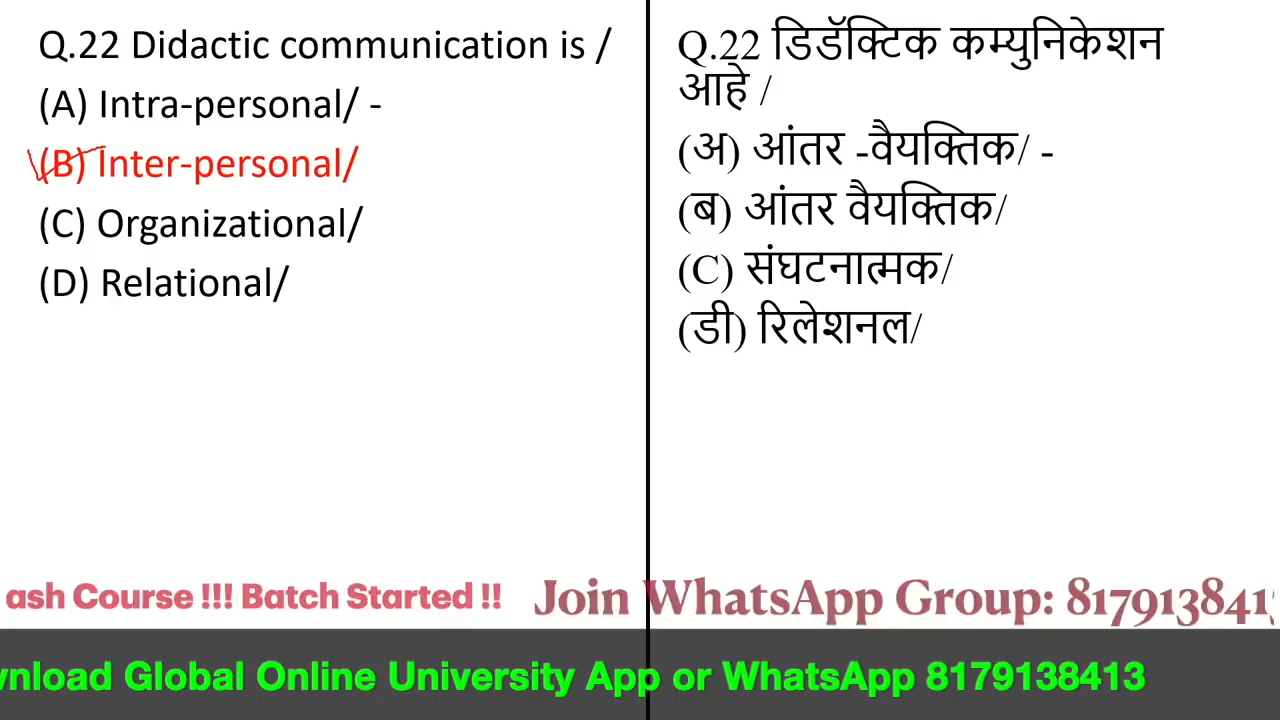 Q.22 Didactic communication is /
(A) Intra-personal/ -
(B) Inter-personal/
(C) Organizational/
(D) Relational/
Q.22 डिडॅक्टिक कम्युनिकेशन
आहे /
(अ) आंतर -वैयक्तिक/ -
(ब) आंतर वैयक्तिक/
(C) संघटनात्मक/
(डी) रिलेशनल/
ash Course !!! Batch Started !! Join WhatsApp Group: 817913841
wnload Global Online University App or WhatsApp 8179138413